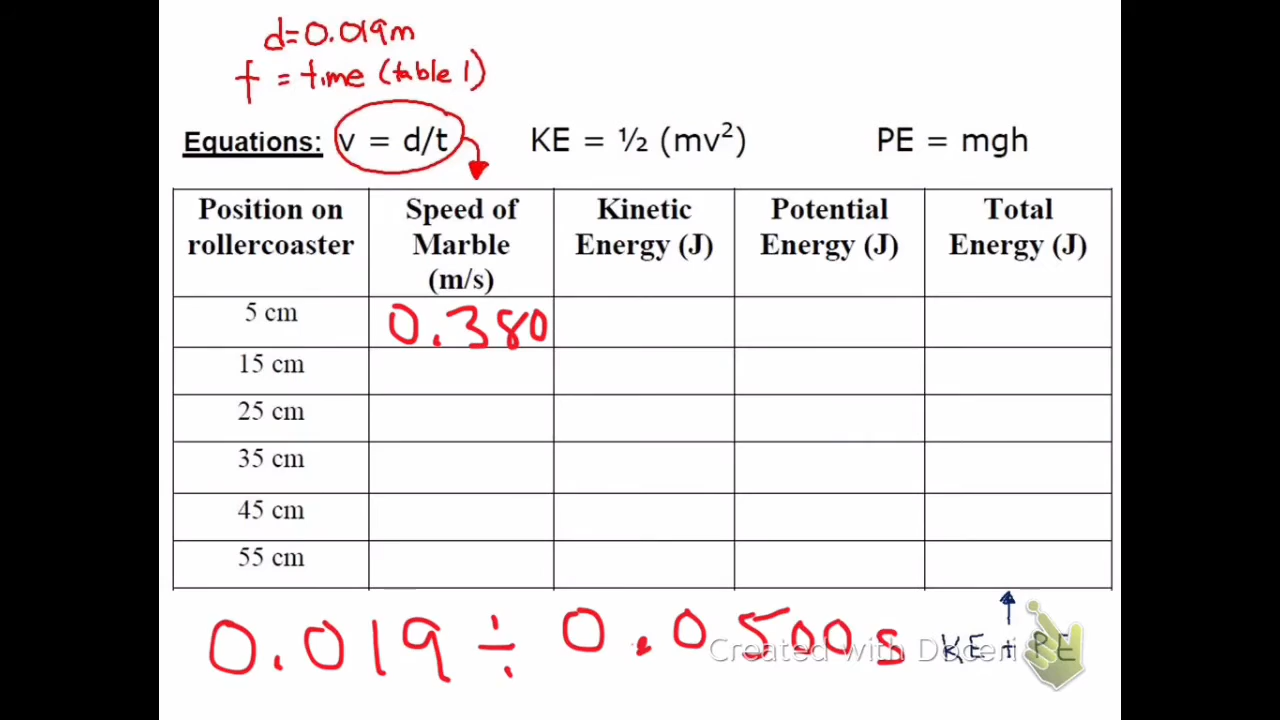 d=0.019m
t = time (table 1)
Equations: v = d/t KE = ½ (mv²) PE = mgh
Position on rollercoaster Speed of Marble (m/s) Kinetic Energy (J) Potential Energy (J) Total Energy (J)
5 cm 0.380
15 cm
25 cm
35 cm
45 cm
55 cm
0.019 ÷ 0.0500s KE + PE
Created with